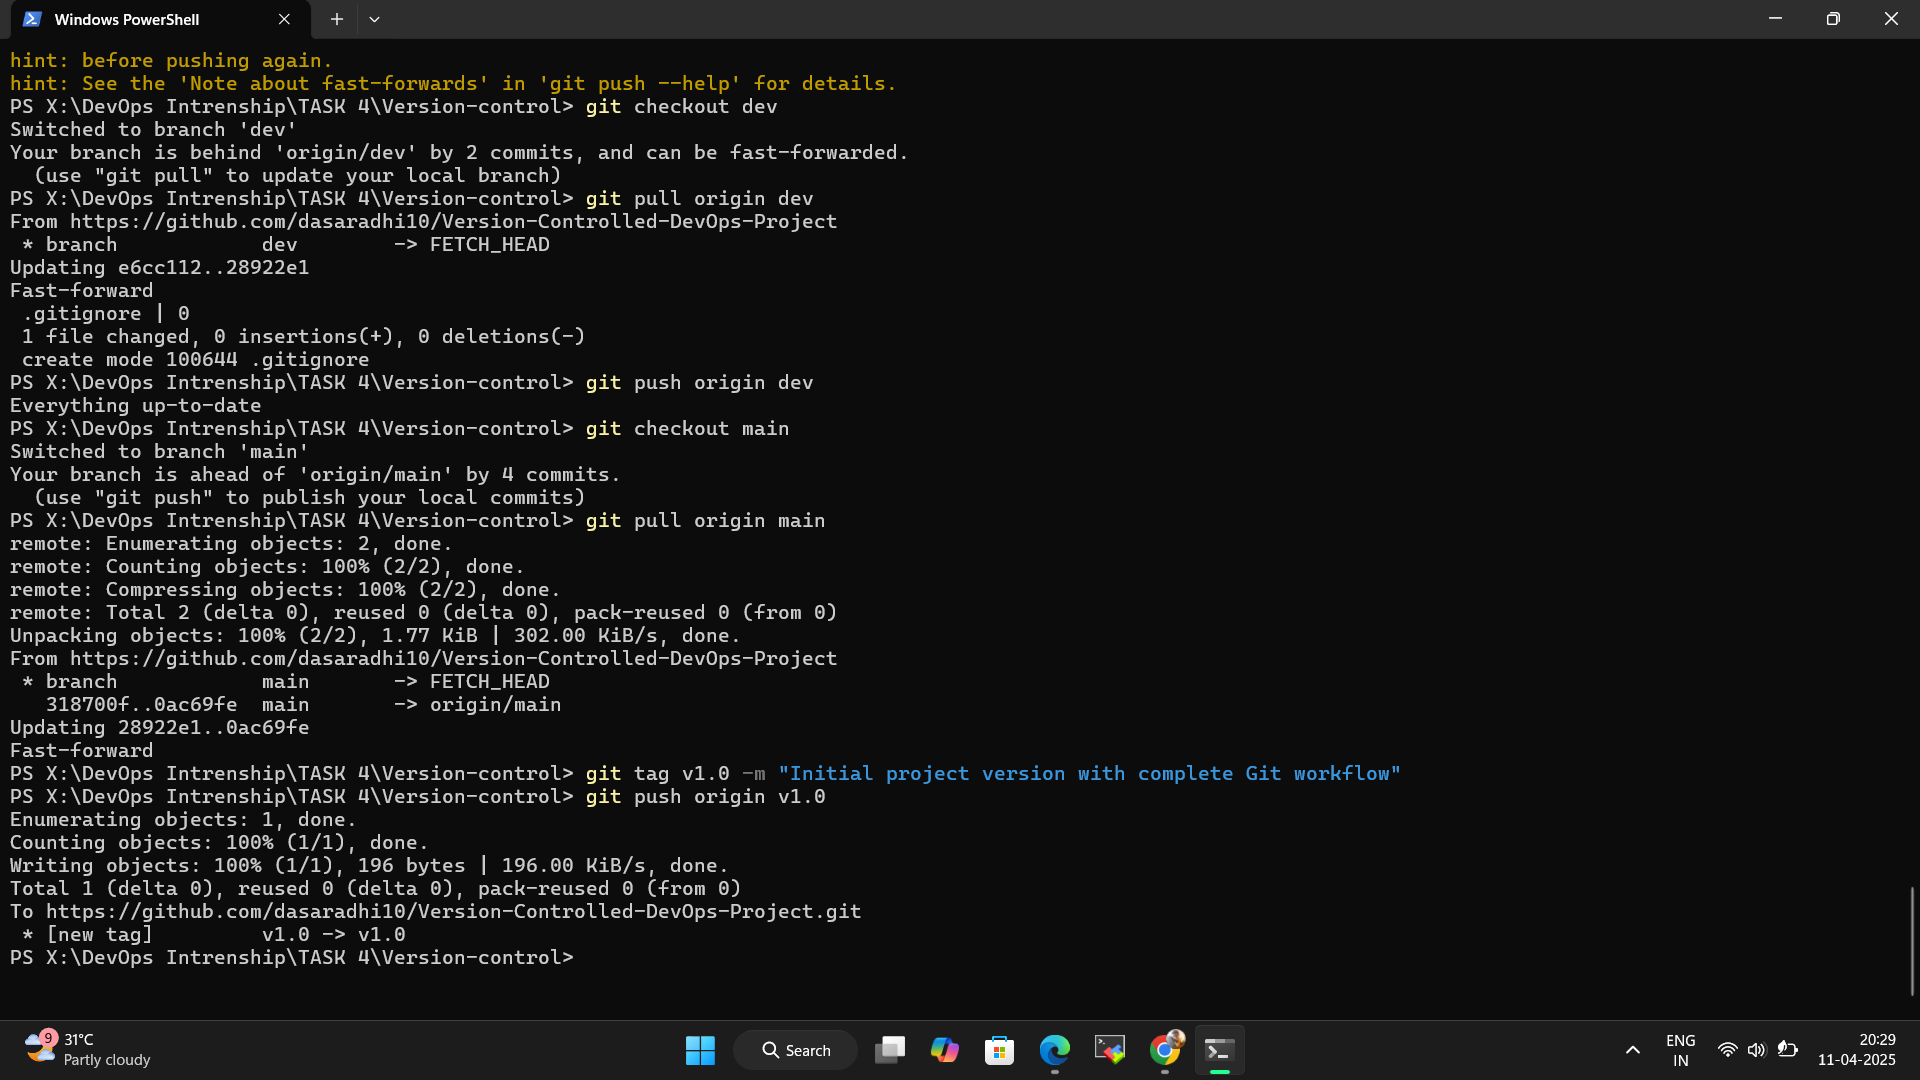 Windows PowerShell
hint: before pushing again.
hint: See the 'Note about fast-forwards' in 'git push --help' for details.
PS X:\DevOps Intrenship\TASK 4\Version-control> git checkout dev
Switched to branch 'dev'
Your branch is behind 'origin/dev' by 2 commits, and can be fast-forwarded.
  (use "git pull" to update your local branch)
PS X:\DevOps Intrenship\TASK 4\Version-control> git pull origin dev
From https://github.com/dasaradhi10/Version-Controlled-DevOps-Project
 * branch            dev        -> FETCH_HEAD
Updating e6cc112..28922e1
Fast-forward
 .gitignore | 0
 1 file changed, 0 insertions(+), 0 deletions(-)
 create mode 100644 .gitignore
PS X:\DevOps Intrenship\TASK 4\Version-control> git push origin dev
Everything up-to-date
PS X:\DevOps Intrenship\TASK 4\Version-control> git checkout main
Switched to branch 'main'
Your branch is ahead of 'origin/main' by 4 commits.
  (use "git push" to publish your local commits)
PS X:\DevOps Intrenship\TASK 4\Version-control> git pull origin main
remote: Enumerating objects: 2, done.
remote: Counting objects: 100% (2/2), done.
remote: Compressing objects: 100% (2/2), done.
remote: Total 2 (delta 0), reused 0 (delta 0), pack-reused 0 (from 0)
Unpacking objects: 100% (2/2), 1.77 KiB | 302.00 KiB/s, done.
From https://github.com/dasaradhi10/Version-Controlled-DevOps-Project
 * branch            main       -> FETCH_HEAD
   318700f..0ac69fe  main       -> origin/main
Updating 28922e1..0ac69fe
Fast-forward
PS X:\DevOps Intrenship\TASK 4\Version-control> git tag v1.0 -m "Initial project version with complete Git workflow"
PS X:\DevOps Intrenship\TASK 4\Version-control> git push origin v1.0
Enumerating objects: 1, done.
Counting objects: 100% (1/1), done.
Writing objects: 100% (1/1), 196 bytes | 196.00 KiB/s, done.
Total 1 (delta 0), reused 0 (delta 0), pack-reused 0 (from 0)
To https://github.com/dasaradhi10/Version-Controlled-DevOps-Project.git
 * [new tag]         v1.0 -> v1.0
PS X:\DevOps Intrenship\TASK 4\Version-control>
9
31°C
Partly cloudy
Search
ENG
IN
20:29
11-04-2025